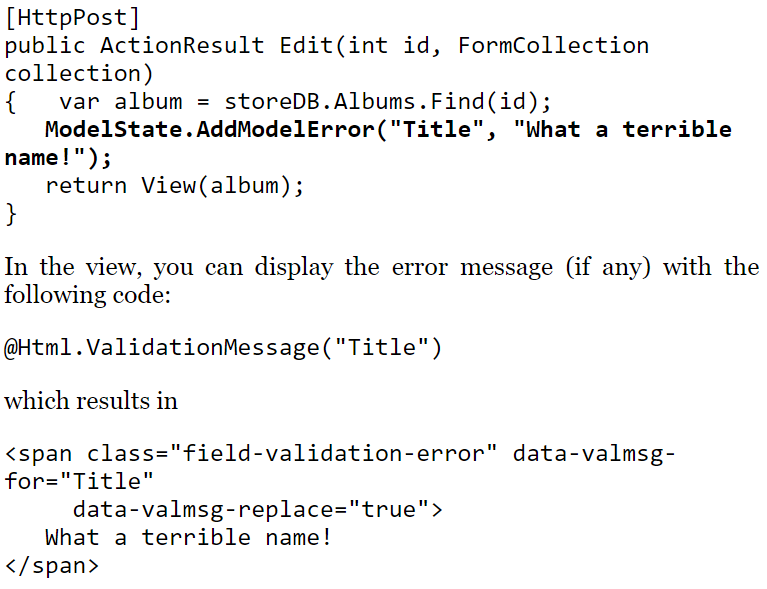 [HttpPost]
public ActionResult Edit(int id, FormCollection
collection)
{   var album = storeDB.Albums.Find(id);
   ModelState.AddModelError("Title", "What a terrible
name!");
   return View(album);
}
In the view, you can display the error message (if any) with the
following code:
@Html.ValidationMessage("Title")
which results in
<span class="field-validation-error" data-valmsg-
for="Title"
     data-valmsg-replace="true">
   What a terrible name!
</span>